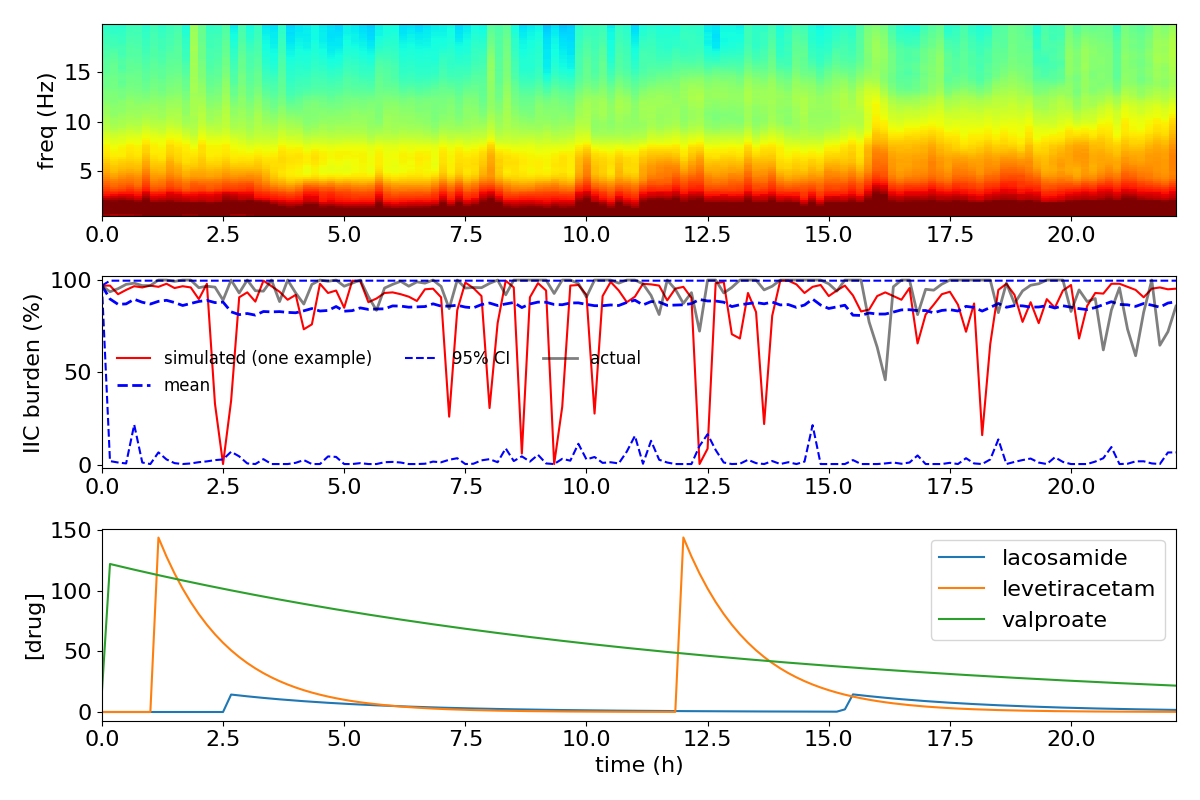 freq (Hz)
15
10
5
0.0 2.5 5.0 7.5 10.0 12.5 15.0 17.5 20.0
IIC burden (%)
100
50
0
simulated (one example) 95% CI actual
mean
0.0 2.5 5.0 7.5 10.0 12.5 15.0 17.5 20.0
[drug]
150
100
50
0
lacosamide
levetiracetam
valproate
0.0 2.5 5.0 7.5 10.0 12.5 15.0 17.5 20.0
time (h)